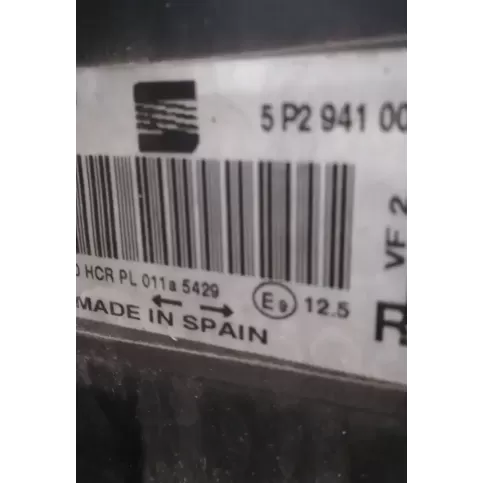 5 P2 941 00
VF 2
HCR PL 011a 5429
E9 12.5
MADE IN SPAIN
R